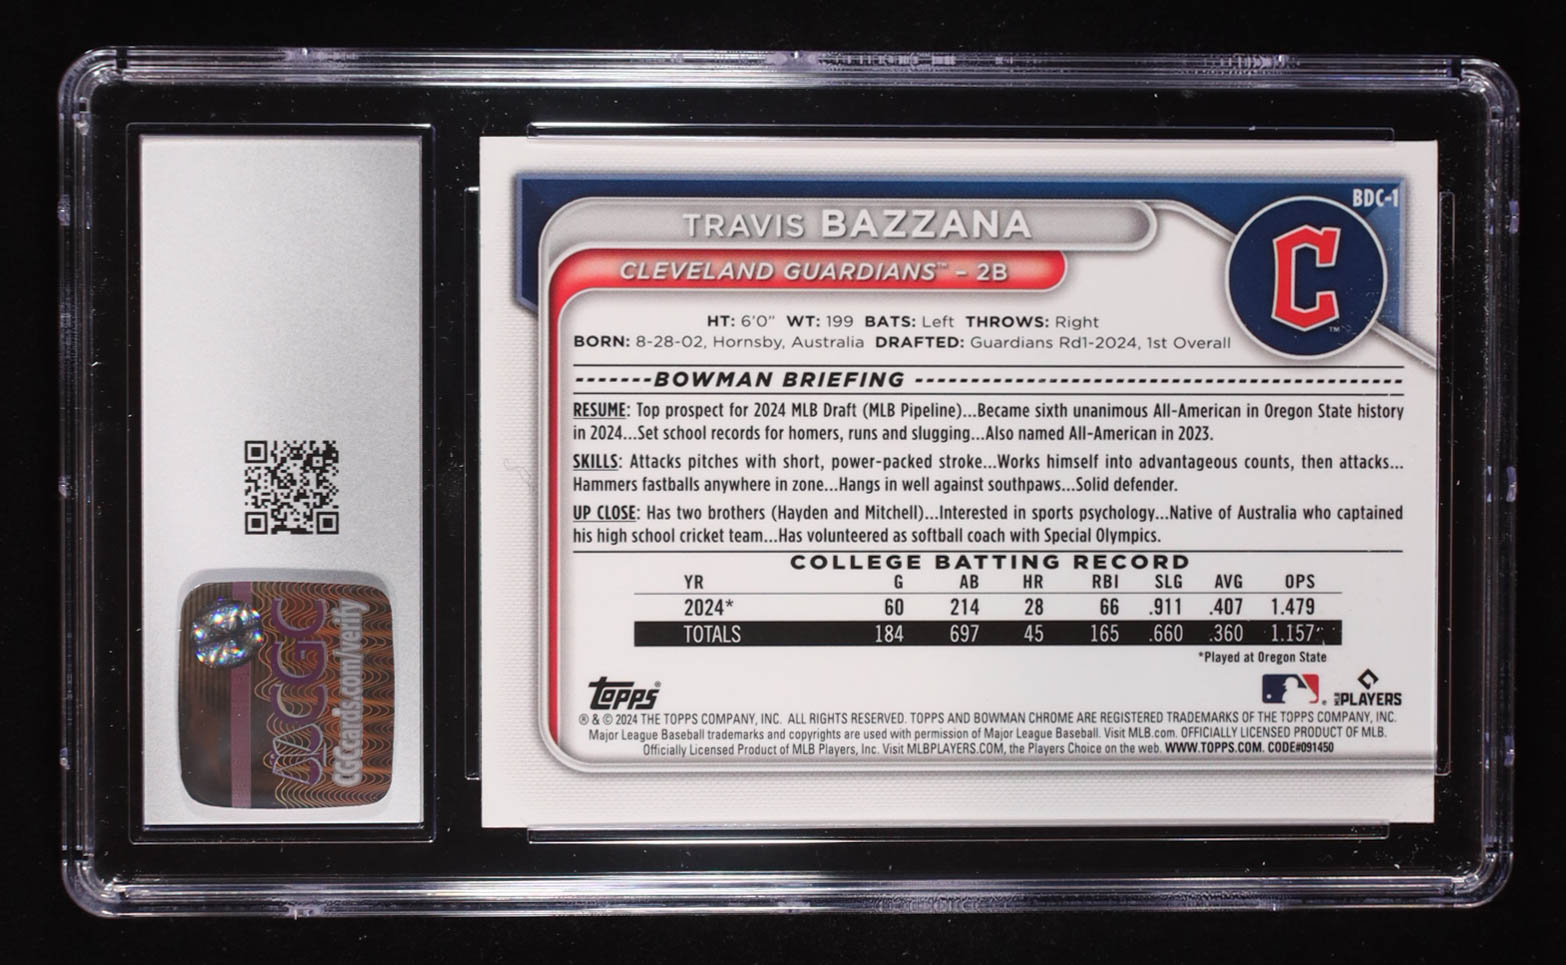 BDC-1
TRAVIS BAZZANA
CLEVELAND GUARDIANS™ - 2B
C
™
HT: 6'0" WT: 199 BATS: Left THROWS: Right
BORN: 8-28-02, Hornsby, Australia DRAFTED: Guardians Rd1-2024, 1st Overall
BOWMAN BRIEFING
RESUME: Top prospect for 2024 MLB Draft (MLB Pipeline)...Became sixth unanimous All-American in Oregon State history
in 2024...Set school records for homers, runs and slugging...Also named All-American in 2023.
SKILLS: Attacks pitches with short, power-packed stroke...Works himself into advantageous counts, then attacks...
Hammers fastballs anywhere in zone...Hangs in well against southpaws...Solid defender.
UP CLOSE: Has two brothers (Hayden and Mitchell)...Interested in sports psychology...Native of Australia who captained
his high school cricket team...Has volunteered as softball coach with Special Olympics.
COLLEGE BATTING RECORD
YR G AB HR RBI SLG AVG OPS
2024* 60 214 28 66 .911 .407 1.479
TOTALS 184 697 45 165 .660 .360 1.157
*Played at Oregon State
Topps®
PLAYERS
® & © 2024 THE TOPPS COMPANY, INC. ALL RIGHTS RESERVED. TOPPS AND BOWMAN CHROME ARE REGISTERED TRADEMARKS OF THE TOPPS COMPANY, INC.
Major League Baseball trademarks and copyrights are used with permission of Major League Baseball. Visit MLB.com. OFFICIALLY LICENSED PRODUCT OF MLB.
Officially Licensed Product of MLB Players, Inc. Visit MLBPLAYERS.COM, the Players Choice on the web. WWW.TOPPS.COM. CODE#091450
CGC
CGCcards.com/verify